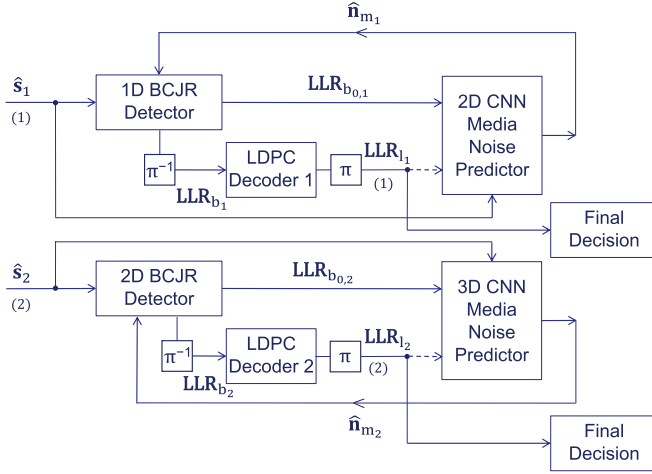 n̂m₁
ŝ₁
(1)
1D BCJR
Detector
LLRb₀,₁
2D CNN
Media
Noise
Predictor
π⁻¹
LDPC
Decoder 1
π
LLRl₁
(1)
LLRb₁
Final
Decision
ŝ₂
(2)
2D BCJR
Detector
LLRb₀,₂
3D CNN
Media
Noise
Predictor
π⁻¹
LDPC
Decoder 2
π
LLRl₂
(2)
LLRb₂
n̂m₂
Final
Decision